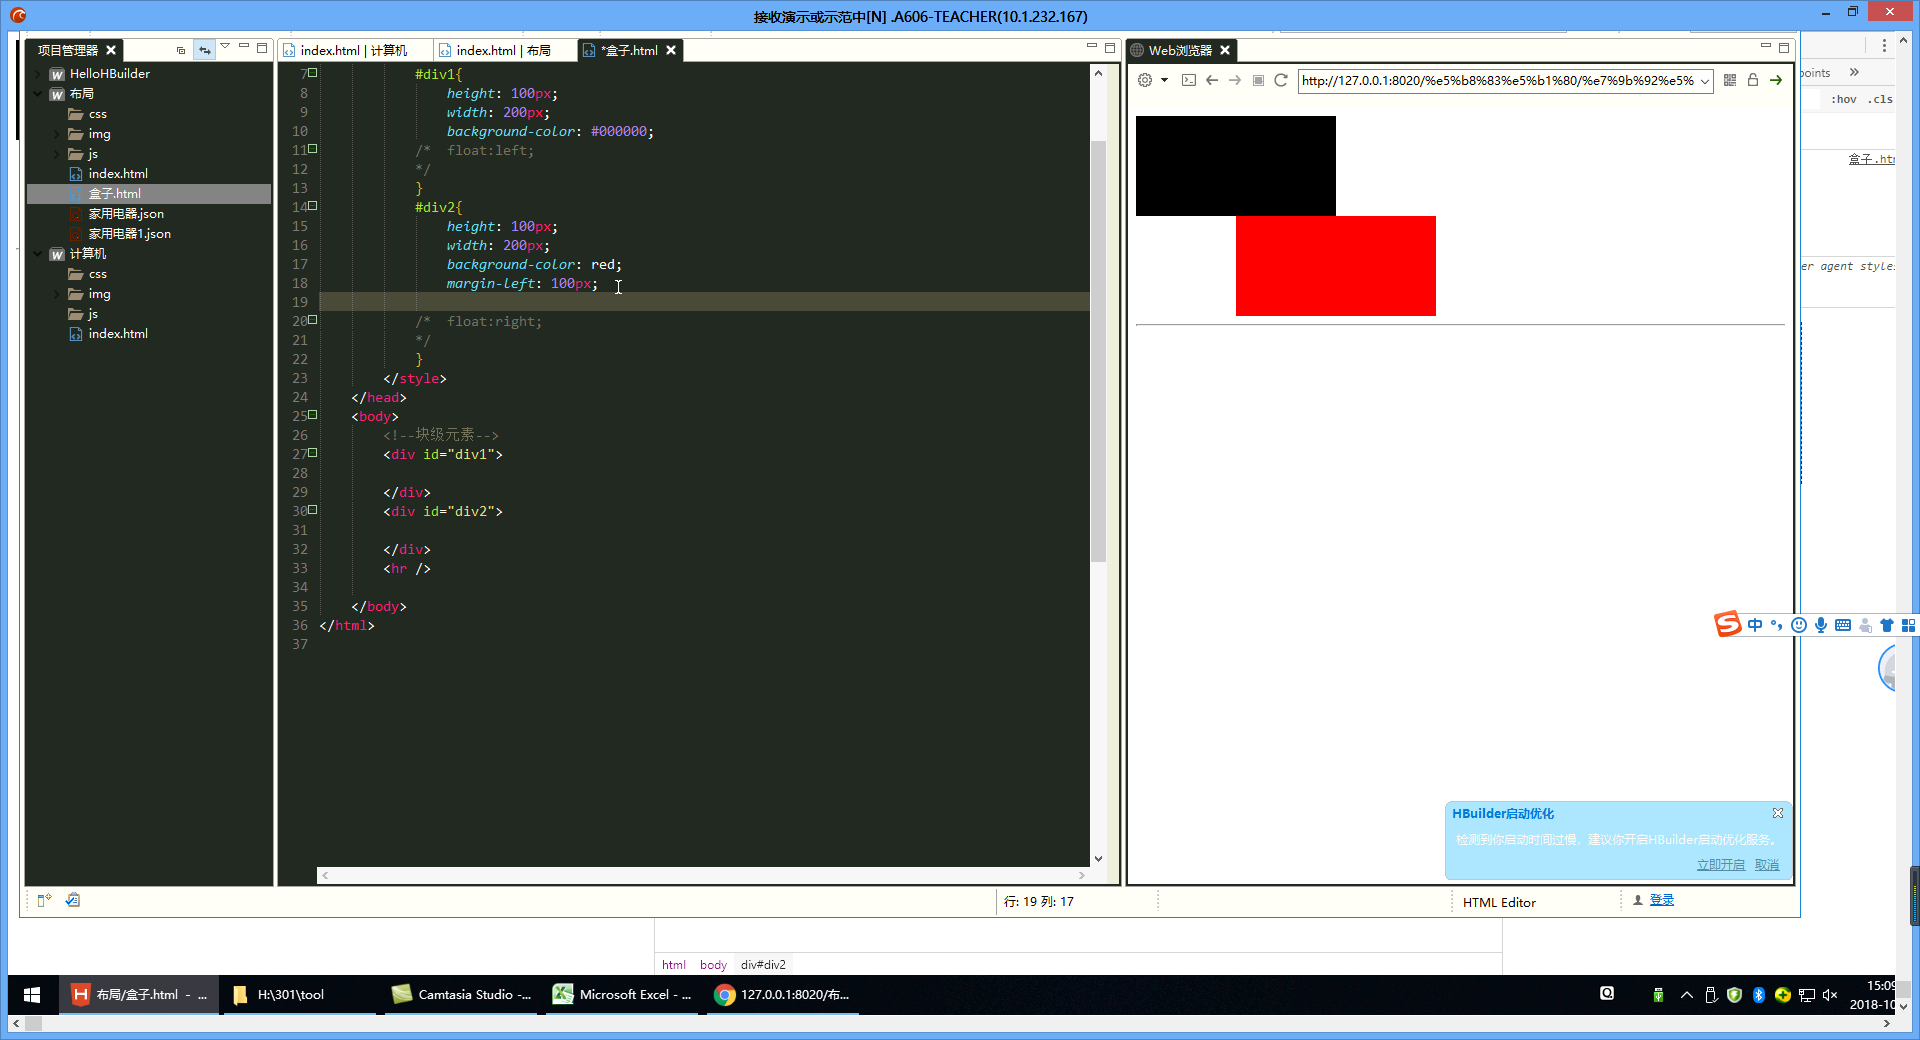 接收演示或示范中[N] .A606-TEACHER(10.1.232.167)
项目管理器
index.html | 计算机
index.html | 布局
*盒子.html
Web浏览器
HelloHBuilder
布局
css
img
js
index.html
盒子.html
家用电器.json
家用电器1.json
计算机
css
img
js
index.html
7 #div1{
8 height: 100px;
9 width: 200px;
10 background-color: #000000;
11 /* float:left;
12 */
13 }
14 #div2{
15 height: 100px;
16 width: 200px;
17 background-color: red;
18 margin-left: 100px;
19
20 /* float:right;
21 */
22 }
23 </style>
24 </head>
25 <body>
26 <!--块级元素-->
27 <div id="div1">
28
29 </div>
30 <div id="div2">
31
32 </div>
33 <hr />
34
35 </body>
36 </html>
37
http://127.0.0.1:8020/%e5%b8%83%e5%b1%80/%e7%9b%92%e5%
points
:hov .cls
盒子.htm
er agent styles
中
HBuilder启动优化
检测到你启动时间过慢，建议你开启HBuilder启动优化服务。
立即开启 取消
行: 19 列: 17
HTML Editor
登录
html body div#div2
布局/盒子.html - ...
H:\301\tool
Camtasia Studio -...
Microsoft Excel - ...
127.0.0.1:8020/布...
15:09
2018-10